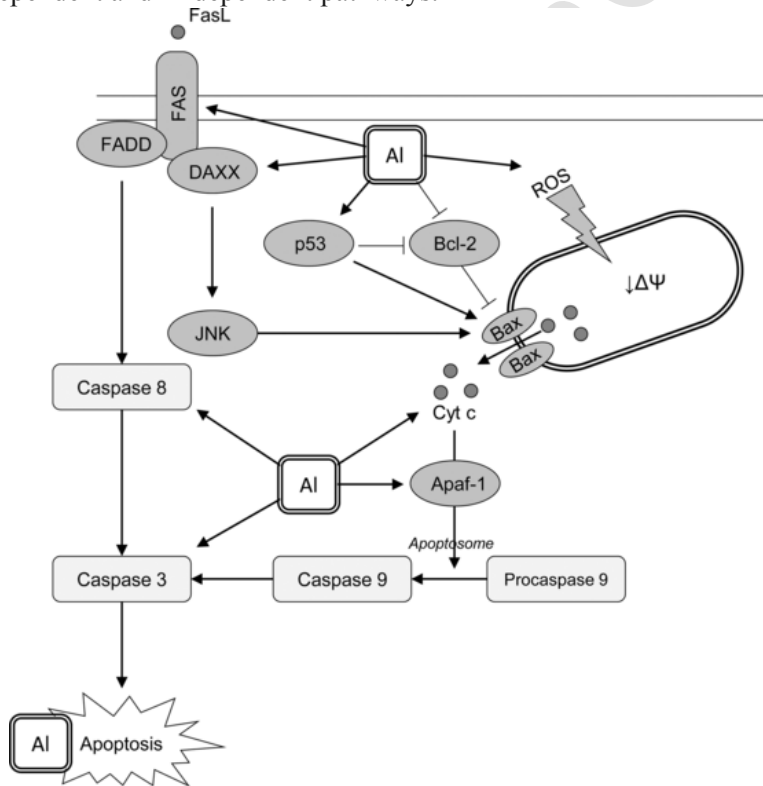 FasL
FAS
FADD
DAXX
Al
ROS
p53
Bcl-2
↓ΔΨ
JNK
Bax
Bax
Caspase 8
Cyt c
Al
Apaf-1
Apoptosome
Caspase 3
Caspase 9
Procaspase 9
Al
Apoptosis